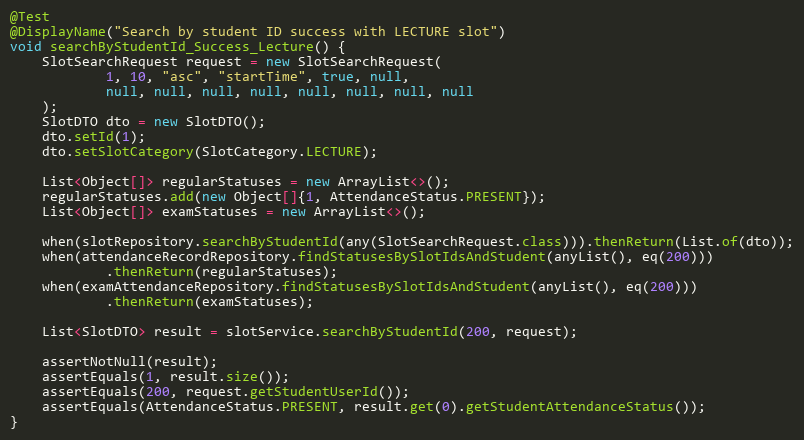 @Test
@DisplayName("Search by student ID success with LECTURE slot")
void searchByStudentId_Success_Lecture() {
    SlotSearchRequest request = new SlotSearchRequest(
            1, 10, "asc", "startTime", true, null,
            null, null, null, null, null, null, null, null
    );
    SlotDTO dto = new SlotDTO();
    dto.setId(1);
    dto.setSlotCategory(SlotCategory.LECTURE);

    List<Object[]> regularStatuses = new ArrayList<>();
    regularStatuses.add(new Object[]{1, AttendanceStatus.PRESENT});
    List<Object[]> examStatuses = new ArrayList<>();

    when(slotRepository.searchByStudentId(any(SlotSearchRequest.class))).thenReturn(List.of(dto));
    when(attendanceRecordRepository.findStatusesBySlotIdsAndStudent(anyList(), eq(200)))
            .thenReturn(regularStatuses);
    when(examAttendanceRepository.findStatusesBySlotIdsAndStudent(anyList(), eq(200)))
            .thenReturn(examStatuses);

    List<SlotDTO> result = slotService.searchByStudentId(200, request);

    assertNotNull(result);
    assertEquals(1, result.size());
    assertEquals(200, request.getStudentUserId());
    assertEquals(AttendanceStatus.PRESENT, result.get(0).getStudentAttendanceStatus());
}